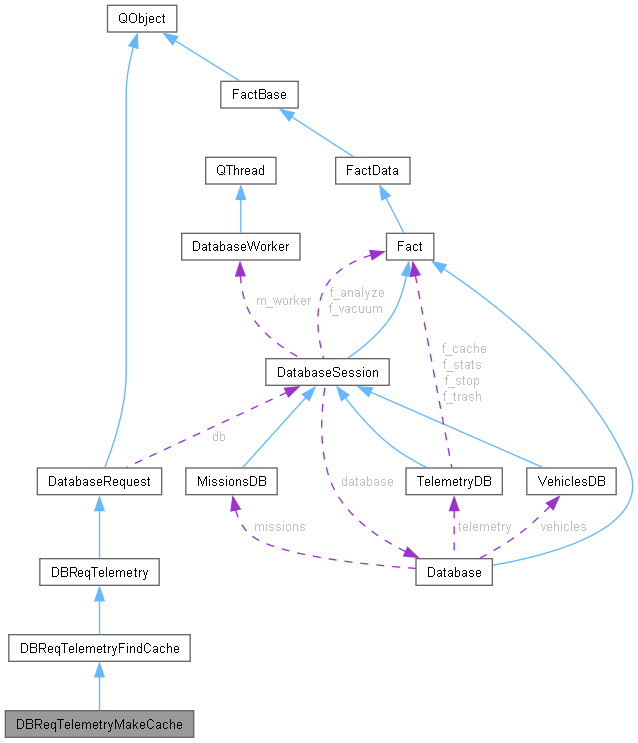 QObject
FactBase
QThread
FactData
DatabaseWorker
Fact
m_worker
f_analyze
f_vacuum
f_cache
f_stats
f_stop
f_trash
DatabaseSession
db
DatabaseRequest
MissionsDB
database
TelemetryDB
VehiclesDB
missions
telemetry
vehicles
DBReqTelemetry
Database
DBReqTelemetryFindCache
DBReqTelemetryMakeCache